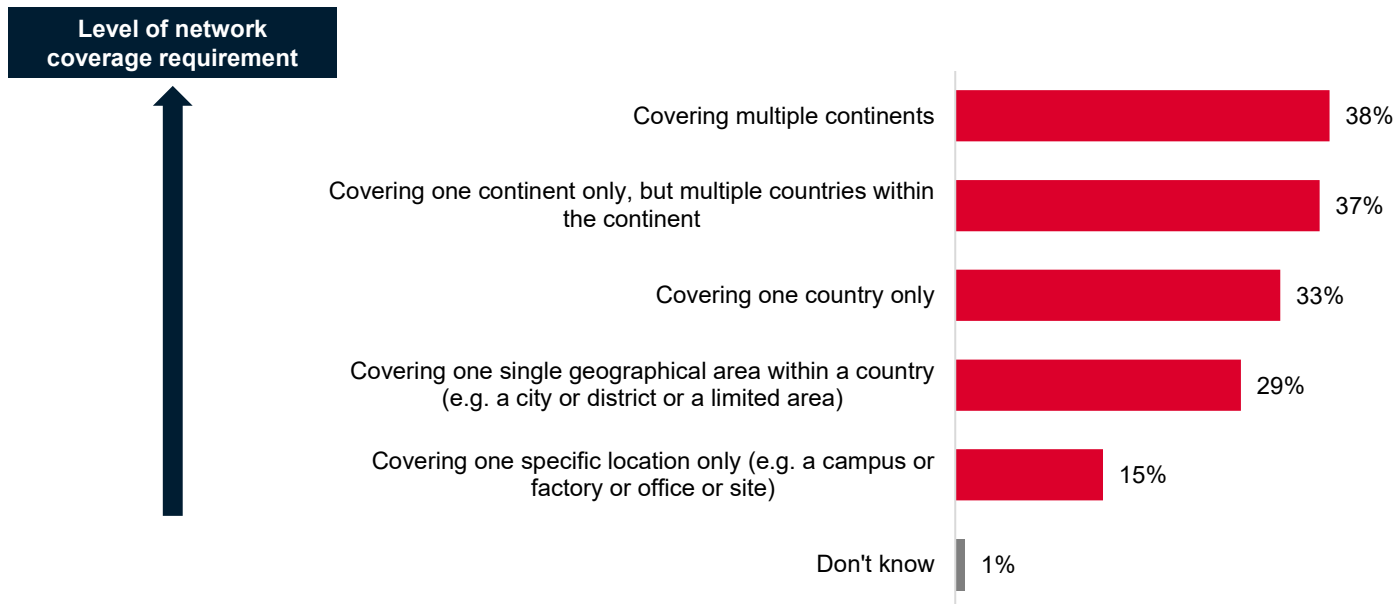 Level of network
coverage requirement
Covering multiple continents
38%
Covering one continent only, but multiple countries within
the continent
37%
Covering one country only
33%
Covering one single geographical area within a country
(e.g. a city or district or a limited area)
29%
Covering one specific location only (e.g. a campus or
factory or office or site)
15%
Don't know
1%